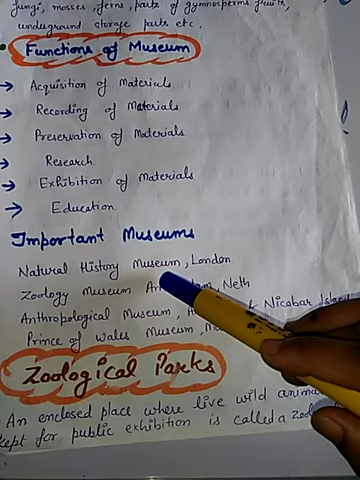 fungi, mosses, ferns, parts of gymnosperms fruits,
underground storage parts etc.
Functions of Museum
→ Acquisition of Materials
→ Recording of Materials
→ Preservation of Materials
→ Research
→ Exhibition of Materials
→ Education
Important Museums
Natural History Museum, London
Zoology Museum Neth
Anthropological Museum, & Nicobar
Prince of Wales Museum,
Zoological Parks
An enclosed place where live wild
kept for public exhibition is called a